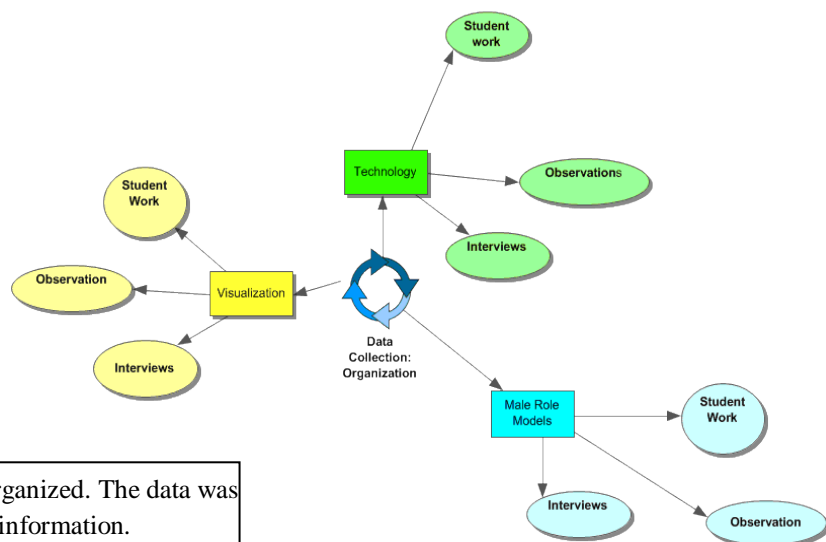 Student
work
Technology
Observations
Interviews
Student
Work
Observation
Visualization
Interviews
Data
Collection:
Organization
Male Role
Models
Student
Work
Interviews
Observation
rganized. The data was
information.